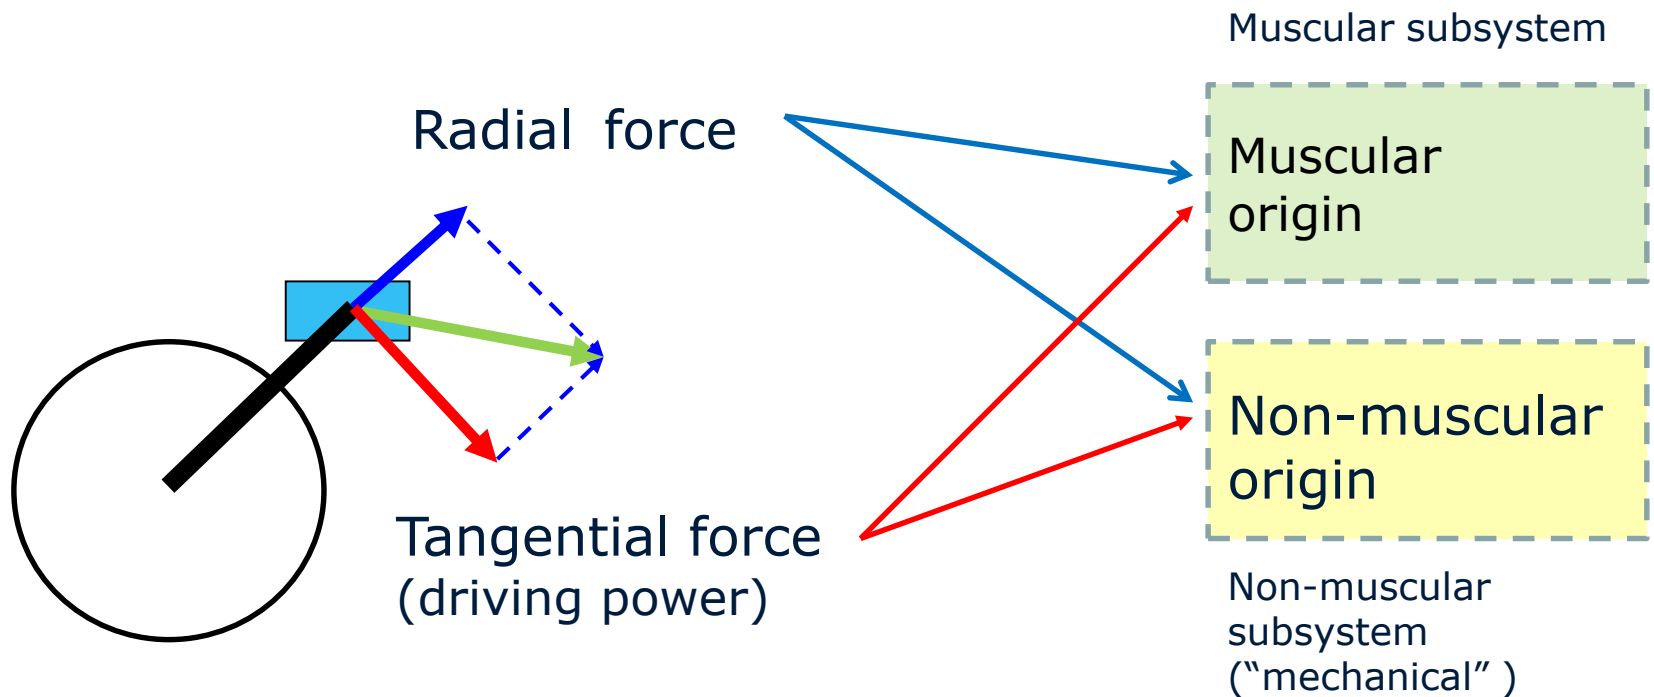 Muscular subsystem
Radial force
Muscular
origin
Non-muscular
origin
Tangential force
(driving power)
Non-muscular
subsystem
(“mechanical” )